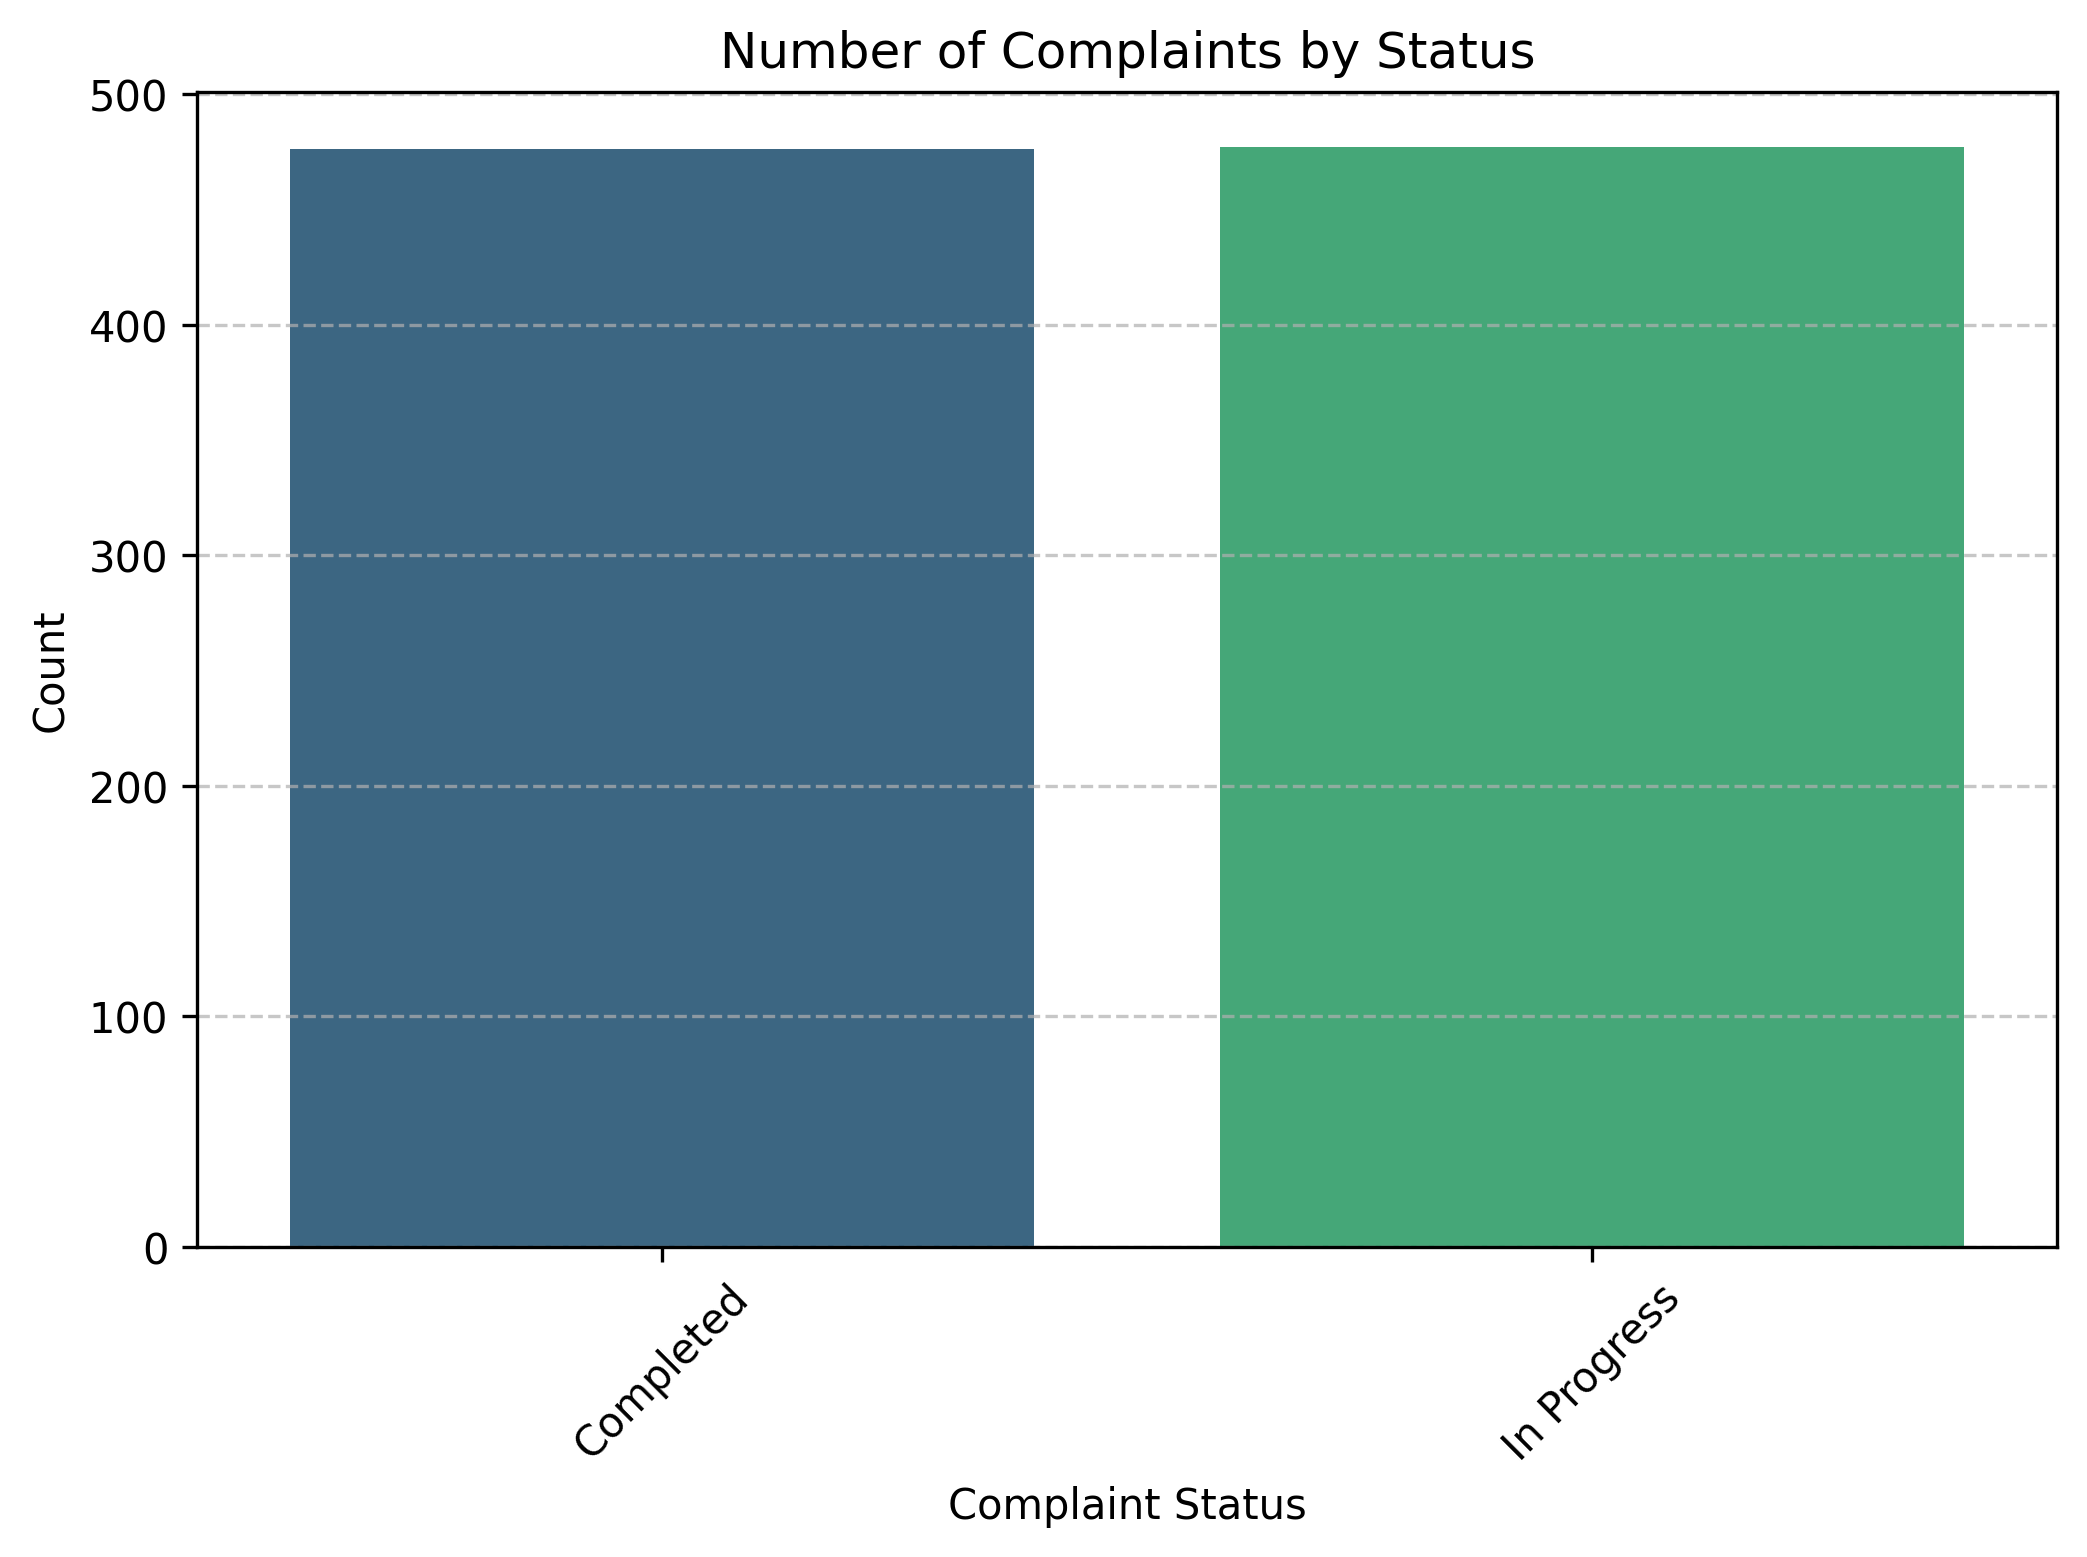 Number of Complaints by Status
500
400
300
200
100
0
Count
Completed
In Progress
Complaint Status